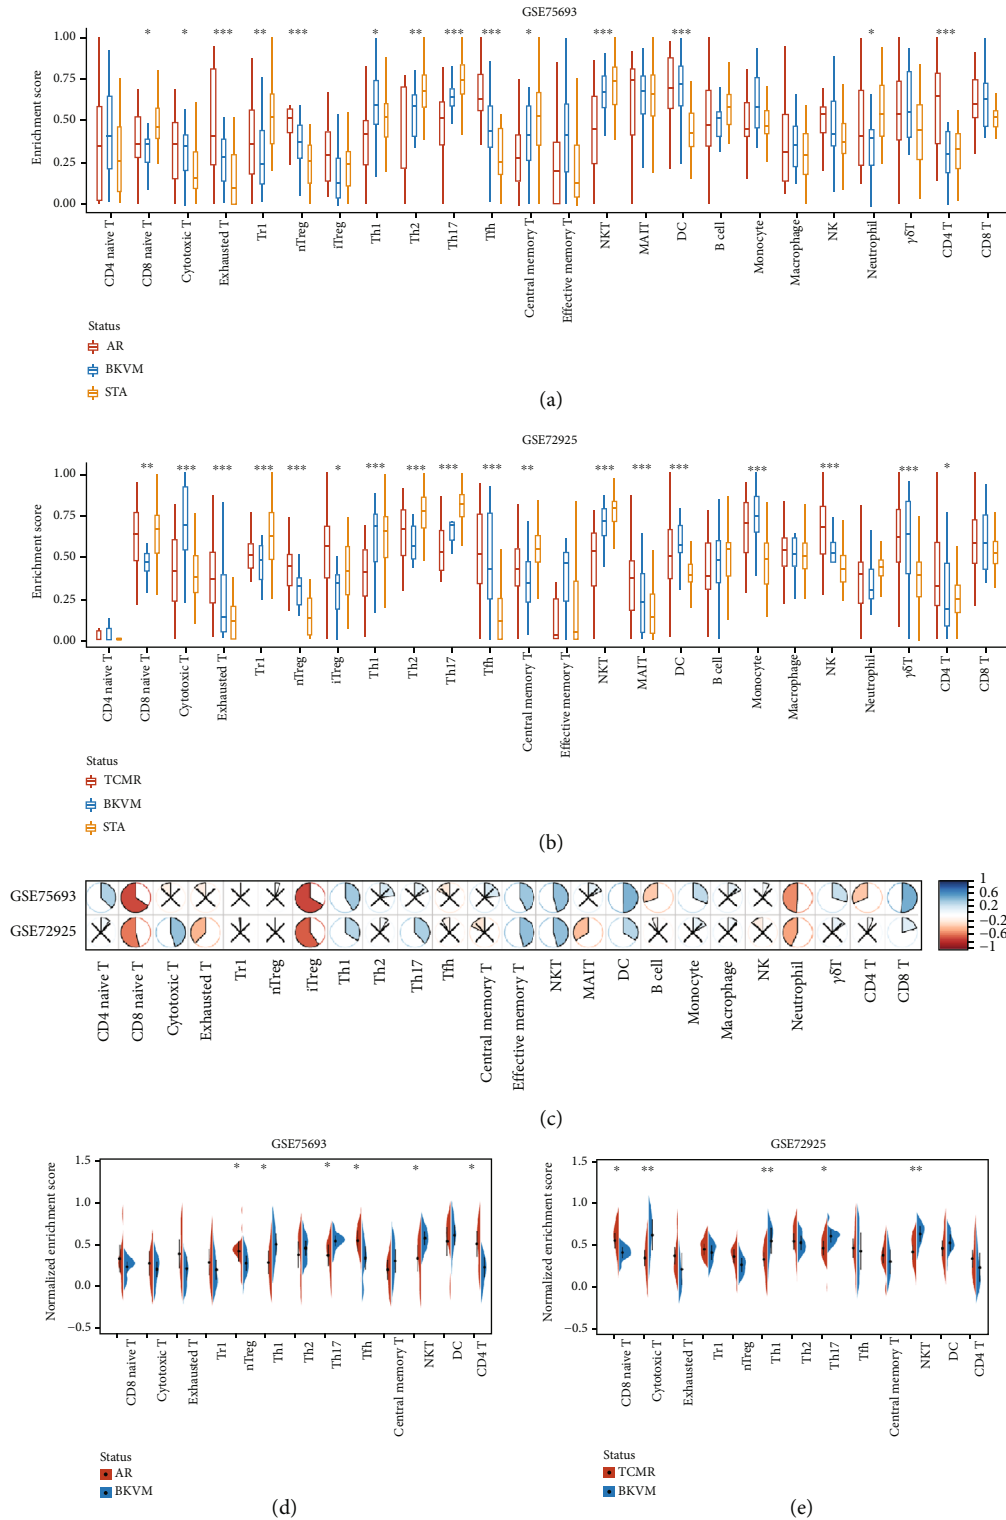 GSE75693
* * *** ** *** * ** *** *** * *** *** * ***
Enrichment score
1.00
0.75
0.50
0.25
0.00
CD4 naive T
CD8 naive T
Cytotoxic T
Exhausted T
Tr1
nTreg
iTreg
Th1
Th2
Th17
Tfh
Central memory T
Effective memory T
NKT
MAIT
DC
B cell
Monocyte
Macrophage
NK
Neutrophil
γδT
CD4 T
CD8 T
Status
AR
BKVM
STA
(a)
GSE72925
** *** *** *** *** * *** *** *** *** ** *** *** *** *** *** *** *
Enrichment score
1.00
0.75
0.50
0.25
0.00
CD4 naive T
CD8 naive T
Cytotoxic T
Exhausted T
Tr1
nTreg
iTreg
Th1
Th2
Th17
Tfh
Central memory T
Effective memory T
NKT
MAIT
DC
B cell
Monocyte
Macrophage
NK
Neutrophil
γδT
CD4 T
CD8 T
Status
TCMR
BKVM
STA
(b)
GSE75693
GSE72925
1
0.6
0.2
−0.2
−0.6
−1
CD4 naive T
CD8 naive T
Cytotoxic T
Exhausted T
Tr1
nTreg
iTreg
Th1
Th2
Th17
Tfh
Central memory T
Effective memory T
NKT
MAIT
DC
B cell
Monocyte
Macrophage
NK
Neutrophil
γδT
CD4 T
CD8 T
(c)
GSE75693
* * * * * *
Normalized enrichment score
1.5
1.0
0.5
0.0
−0.5
CD8 naive T
Cytotoxic T
Exhausted T
Tr1
nTreg
Th1
Th2
Th17
Tfh
Central memory T
NKT
DC
CD4 T
Status
AR
BKVM
(d)
GSE72925
* ** ** * **
Normalized enrichment score
1.5
1.0
0.5
0.0
−0.5
CD8 naive T
Cytotoxic T
Exhausted T
Tr1
nTreg
Th1
Th2
Th17
Tfh
Central memory T
NKT
DC
CD4 T
Status
TCMR
BKVM
(e)